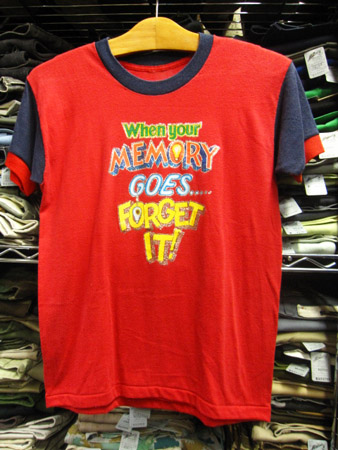 When your
MEMORY
GOES.....
FORGET
IT!